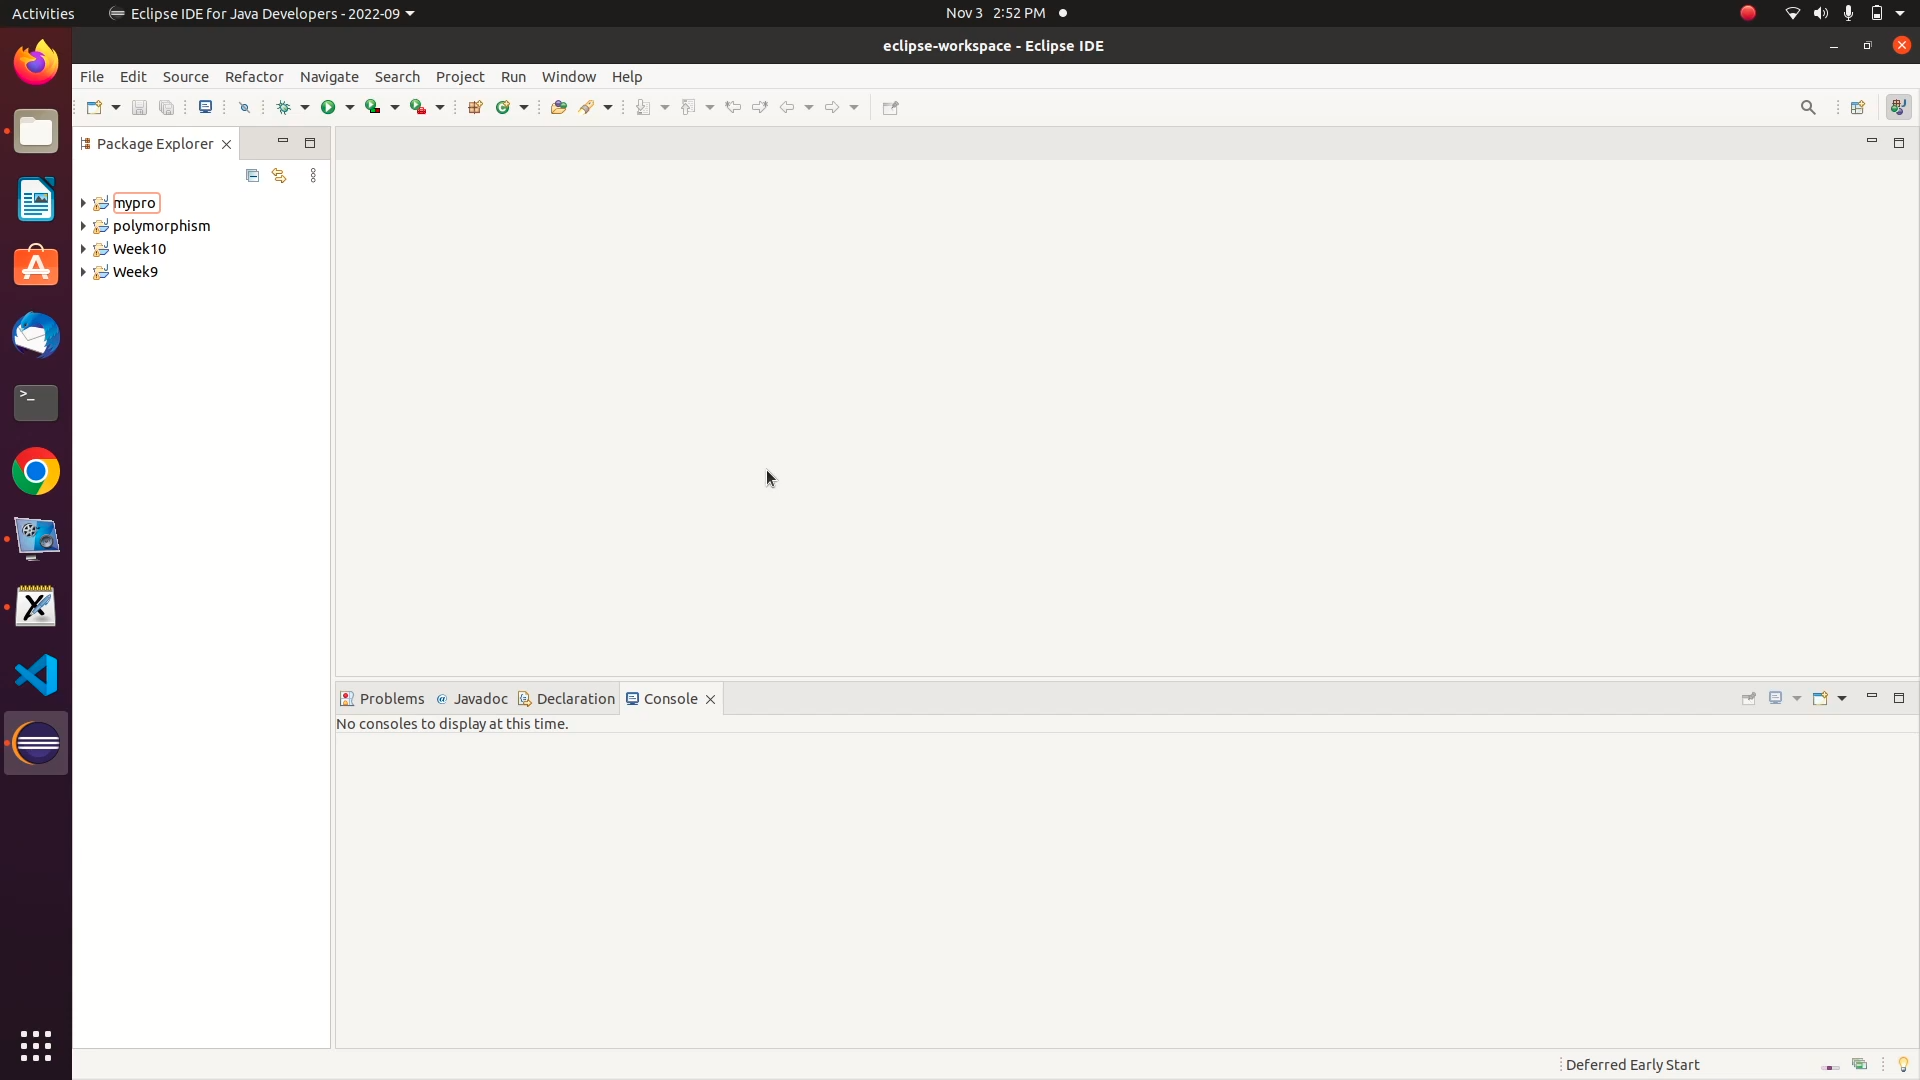 Activities
Eclipse IDE for Java Developers - 2022-09
Nov 3 2:52 PM
eclipse-workspace - Eclipse IDE
File Edit Source Refactor Navigate Search Project Run Window Help
Package Explorer
mypro
polymorphism
Week10
Week9
Problems Javadoc Declaration Console
No consoles to display at this time.
Deferred Early Start